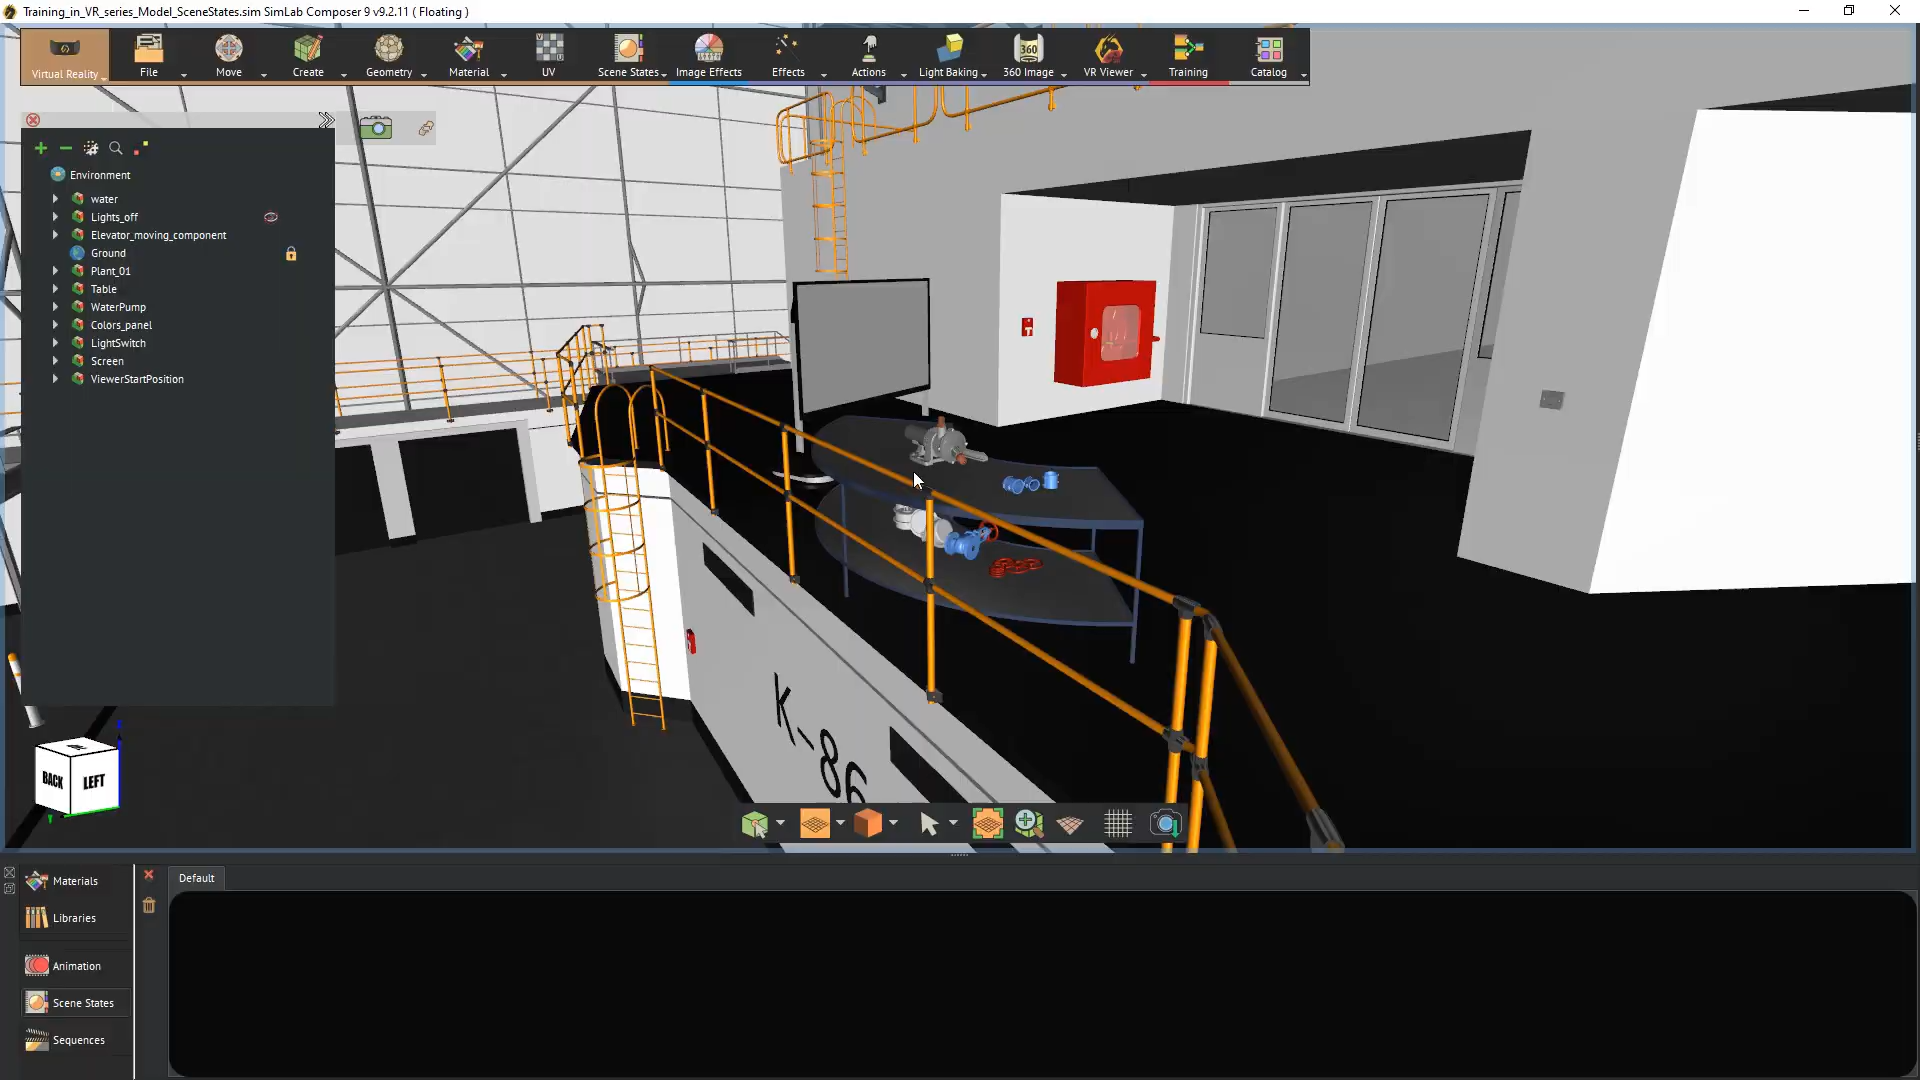 Training_in_VR_series_Model_SceneStates.sim SimLab Composer 9 v9.2.11 ( Floating )
Virtual Reality
File
Move
Create
Geometry
Material
UV
Scene States
Image Effects
Effects
Actions
Light Baking
360 Image
VR Viewer
Training
Catalog
360
Environment
water
Lights_off
Elevator_moving_component
Ground
Plant_01
Table
WaterPump
Colors_panel
LightSwitch
Screen
ViewerStartPosition
K-86
BACK
LEFT
Materials
Libraries
Animation
Scene States
Sequences
Default